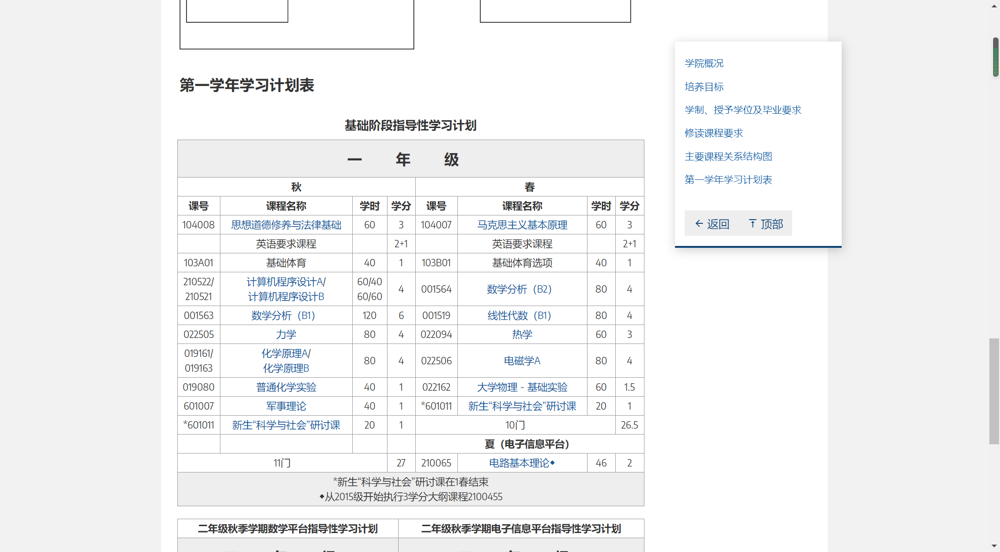 第一学年学习计划表
基础阶段指导性学习计划
一 年 级
秋 春
课号 课程名称 学时 学分 课号 课程名称 学时 学分
104008 思想道德修养与法律基础 60 3 104007 马克思主义基本原理 60 3
英语要求课程 2+1 英语要求课程 2+1
103A01 基础体育 40 1 103B01 基础体育选项 40 1
210522/ 计算机程序设计A/ 60/40
210521 计算机程序设计B 60/60
4 001564 数学分析（B2） 80 4
001563 数学分析（B1） 120 6 001519 线性代数（B1） 80 4
022505 力学 80 4 022094 热学 60 3
019161/ 化学原理A/
019163 化学原理B
80 4 022506 电磁学A 80 4
019080 普通化学实验 40 1 022162 大学物理 - 基础实验 60 1.5
601007 军事理论 40 1 *601011 新生“科学与社会”研讨课 20 1
*601011 新生“科学与社会”研讨课 20 1 10门 26.5
夏（电子信息平台）
11门 27 210065 电路基本理论◆ 46 2
*新生“科学与社会”研讨课在1春结束
◆从2015级开始执行3学分大纲课程2100455
二年级秋季学期数学平台指导性学习计划 二年级秋季学期电子信息平台指导性学习计划
学院概况
培养目标
学制、授予学位及毕业要求
修读课程要求
主要课程关系结构图
第一学年学习计划表
返回 顶部